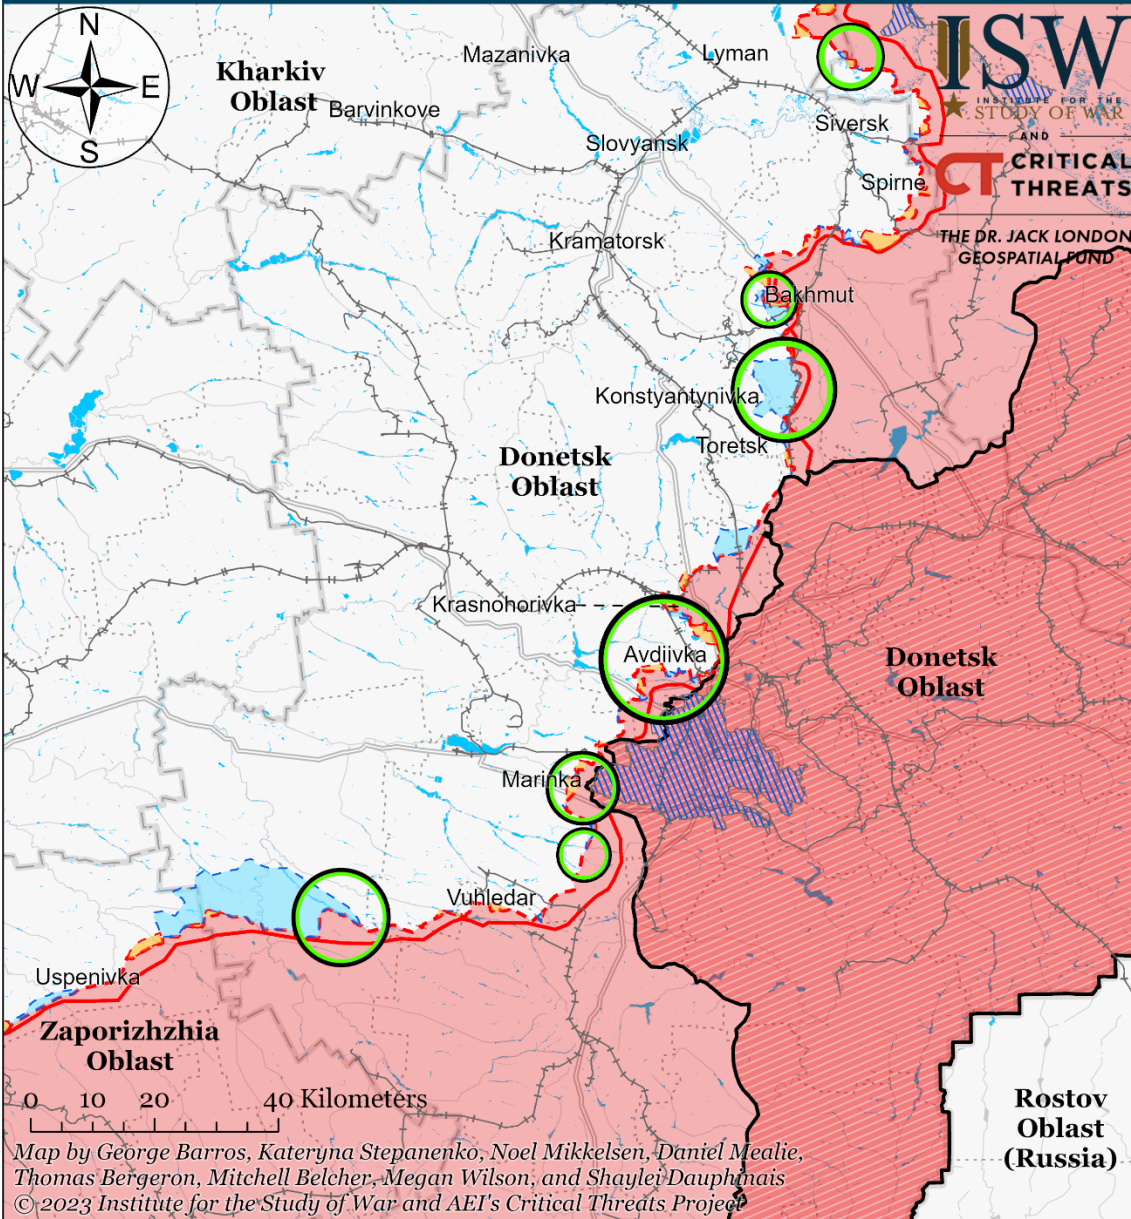 N
W
E
S
ISW
INSTITUTE FOR THE
STUDY OF WAR
AND
CT CRITICAL
THREATS
THE DR. JACK LONDON
GEOSPATIAL FUND
Kharkiv
Oblast
Mazanivka
Lyman
Barvinkove
Siversk
Slovyansk
Spirne
Kramatorsk
Bakhmut
Konstyantynivka
Toretsk
Donetsk
Oblast
Krasnohorivka
Avdiivka
Donetsk
Oblast
Marinka
Vuhledar
Uspenivka
Zaporizhzhia
Oblast
Rostov
Oblast
(Russia)
0 10 20 40 Kilometers
Map by George Barros, Kateryna Stepanenko, Noel Mikkelsen, Daniel Mealie,
Thomas Bergeron, Mitchell Belcher, Megan Wilson, and Shaylei Dauphinais
© 2023 Institute for the Study of War and AEI's Critical Threats Project